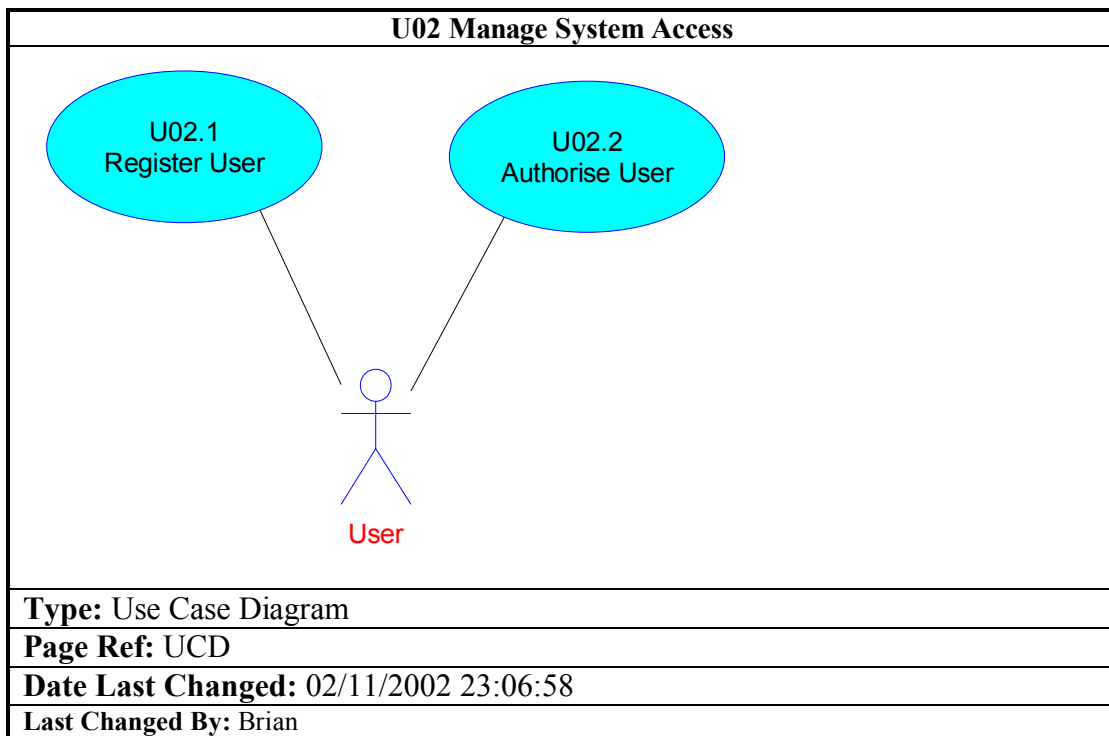 U02 Manage System Access
U02.1
Register User
U02.2
Authorise User
User
Type: Use Case Diagram
Page Ref: UCD
Date Last Changed: 02/11/2002 23:06:58
Last Changed By: Brian